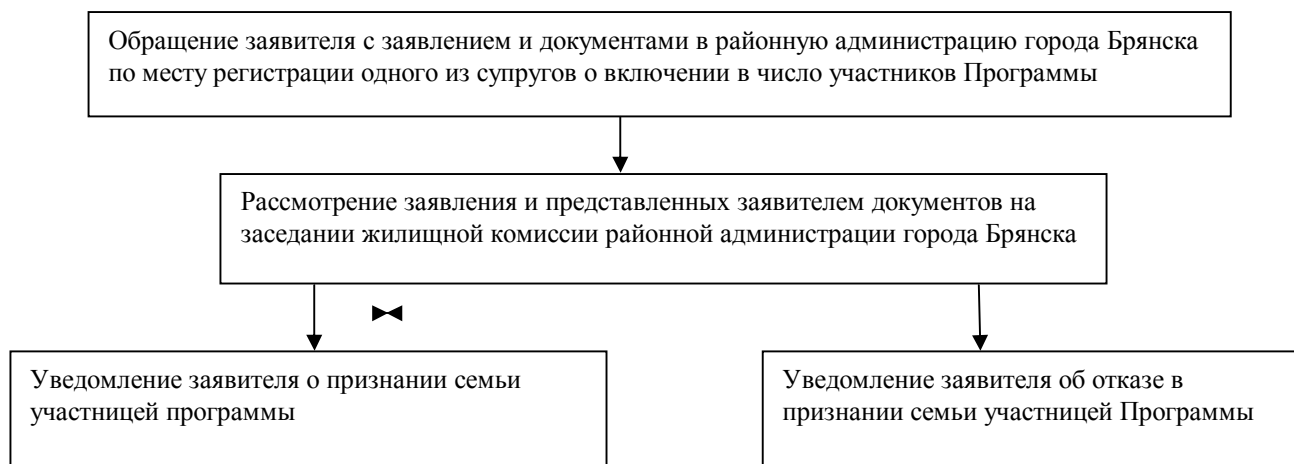 Обращение заявителя с заявлением и документами в районную администрацию города Брянска
по месту регистрации одного из супругов о включении в число участников Программы
Рассмотрение заявления и представленных заявителем документов на
заседании жилищной комиссии районной администрации города Брянска
Уведомление заявителя о признании семьи
участницей программы
Уведомление заявителя об отказе в
признании семьи участницей Программы